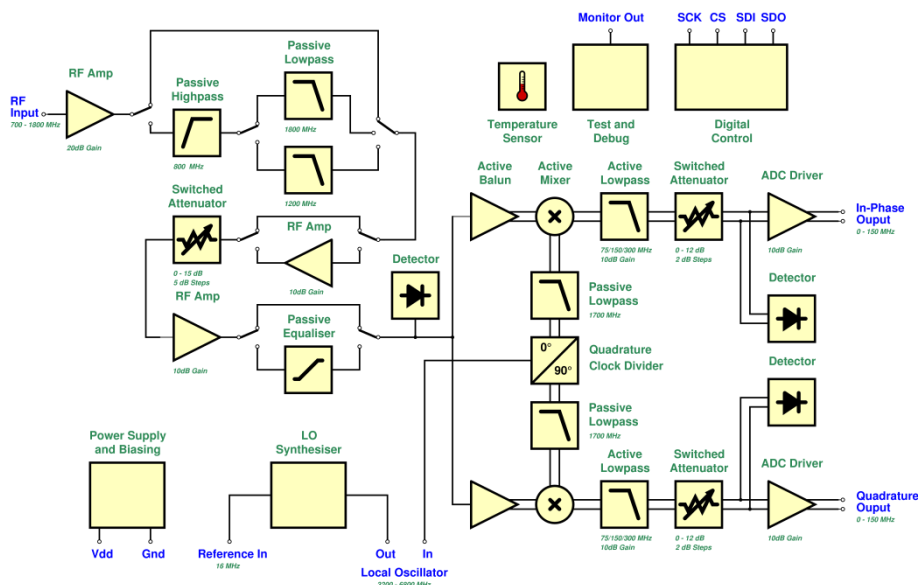 Monitor Out
SCK CS SDI SDO
RF Amp
Passive
Lowpass
Passive
Highpass
RF
Input
700 - 1800 MHz
20dB Gain
1800 MHz
800 MHz
1200 MHz
Temperature
Sensor
Test and
Debug
Digital
Control
Switched
Attenuator
0 - 15 dB
5 dB Steps
RF Amp
10dB Gain
Detector
Active
Balun
Active
Mixer
Active
Lowpass
75/150/300 MHz
10dB Gain
Switched
Attenuator
0 - 12 dB
2 dB Steps
ADC Driver
10dB Gain
In-Phase
Ouput
0 - 150 MHz
RF Amp
10dB Gain
Passive
Equaliser
Passive
Lowpass
1700 MHz
Detector
0°
90°
Quadrature
Clock Divider
Detector
Passive
Lowpass
1700 MHz
Power Supply
and Biasing
Vdd
Gnd
LO
Synthesiser
Reference In
16 MHz
Out
In
Local Oscillator
Active
Lowpass
75/150/300 MHz
10dB Gain
Switched
Attenuator
0 - 12 dB
2 dB Steps
ADC Driver
10dB Gain
Quadrature
Ouput
0 - 150 MHz